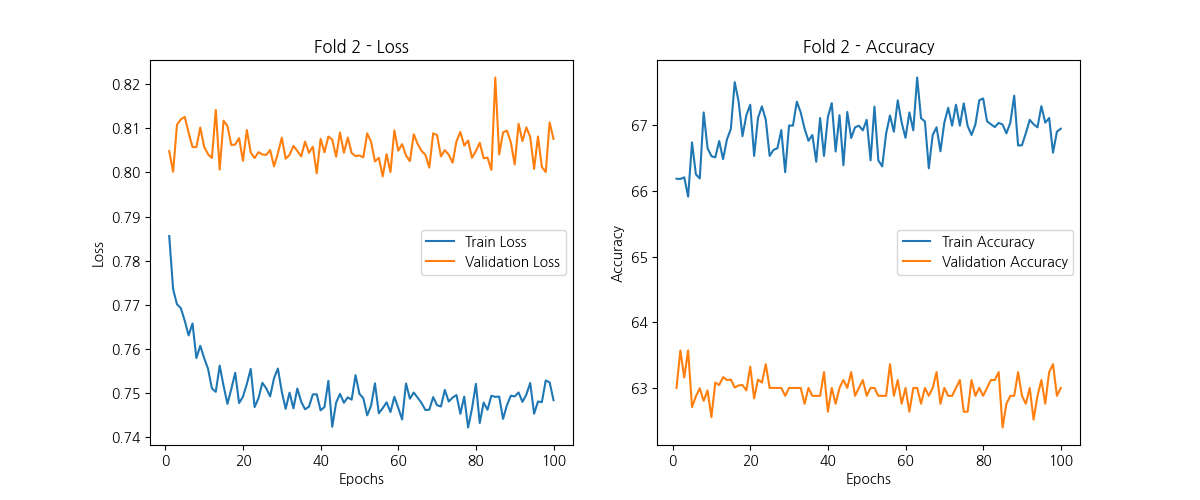 Fold 2 - Loss
0.82
0.81
0.80
0.79
0.78
0.77
0.76
0.75
0.74
Loss
0 20 40 60 80 100
Epochs
Train Loss
Validation Loss
Fold 2 - Accuracy
67
66
65
64
63
Accuracy
0 20 40 60 80 100
Epochs
Train Accuracy
Validation Accuracy